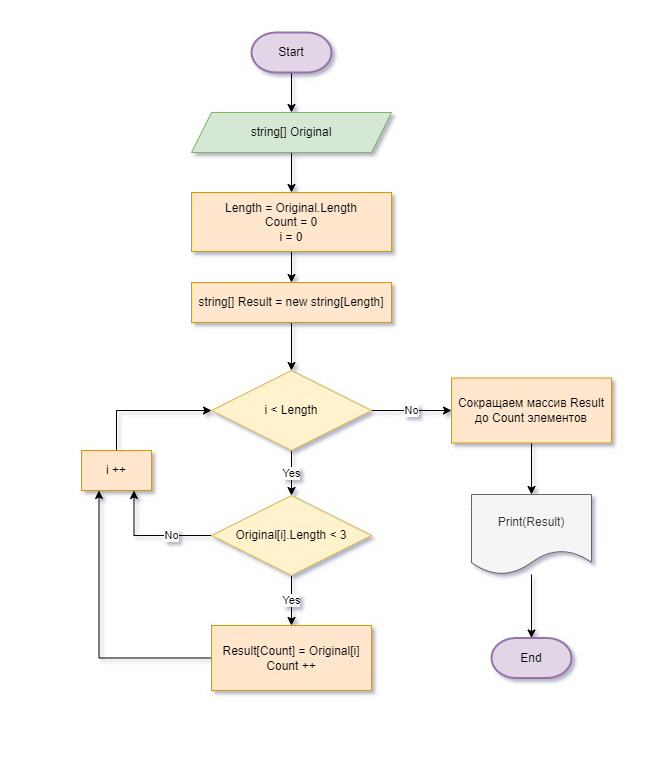 Start
string[] Original
Length = Original.Length
Count = 0
i = 0
string[] Result = new string[Length]
i < Length
No
Сокращаем массив Result
до Count элементов
Yes
i ++
Original[i].Length < 3
No
Print(Result)
Yes
Result[Count] = Original[i]
Count ++
End